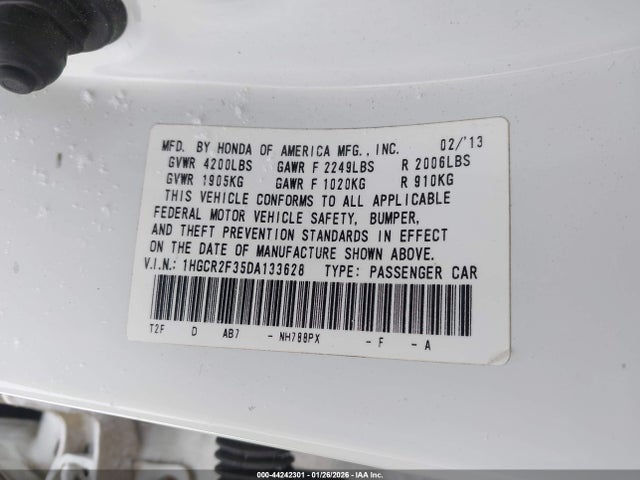 MFD. BY HONDA OF AMERICA MFG., INC. 02/'13
GVWR 4200LBS GAWR F 2249LBS R 2006LBS
GVWR 1905KG GAWR F 1020KG R 910KG
THIS VEHICLE CONFORMS TO ALL APPLICABLE
FEDERAL MOTOR VEHICLE SAFETY, BUMPER,
AND THEFT PREVENTION STANDARDS IN EFFECT
ON THE DATE OF MANUFACTURE SHOWN ABOVE.
V.I.N.: 1HGCR2F35DA133628 TYPE: PASSENGER CAR
T2F D AB7 - NH788PX - F - A
000-44242301 | 01/26/2026 | IAA Inc.